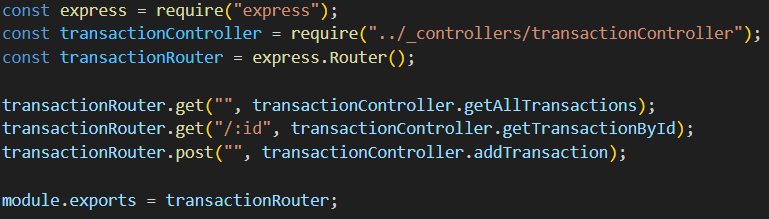 const express = require("express");
const transactionController = require("../_controllers/transactionController");
const transactionRouter = express.Router();
transactionRouter.get("", transactionController.getAllTransactions);
transactionRouter.get("/:id", transactionController.getTransactionById);
transactionRouter.post("", transactionController.addTransaction);
module.exports = transactionRouter;